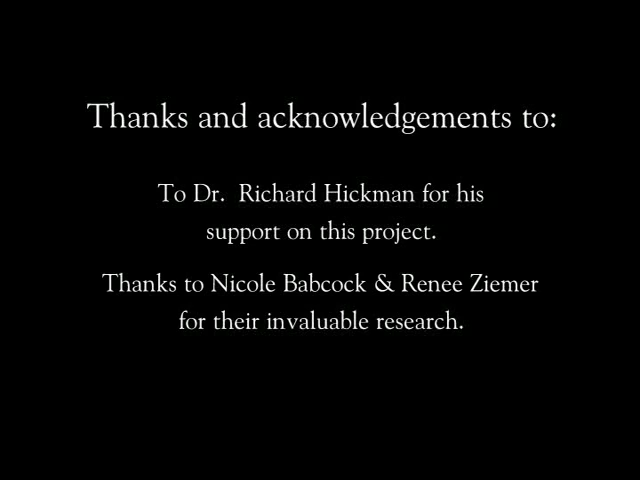 Thanks and acknowledgements to:
To Dr.  Richard Hickman for his
support on this project.
Thanks to Nicole Babcock & Renee Ziemer
for their invaluable research.